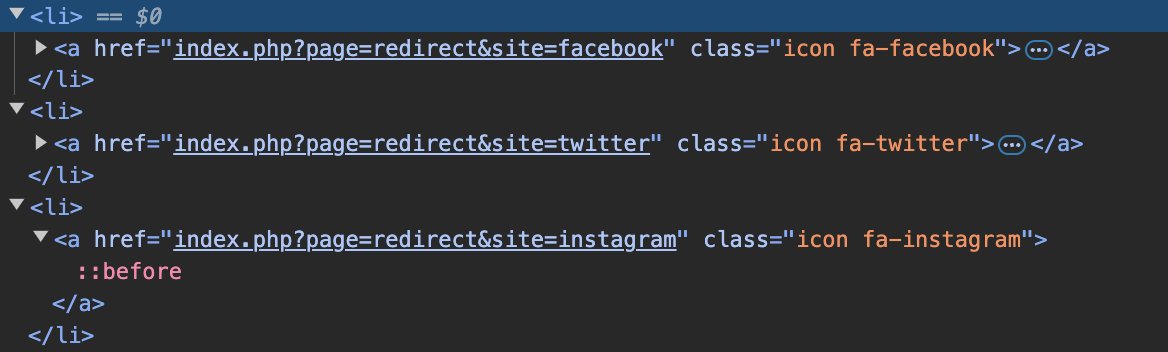 <li> == $0
<a href="index.php?page=redirect&site=facebook" class="icon fa-facebook">…</a>
</li>
<li>
<a href="index.php?page=redirect&site=twitter" class="icon fa-twitter">…</a>
</li>
<li>
<a href="index.php?page=redirect&site=instagram" class="icon fa-instagram">
::before
</a>
</li>